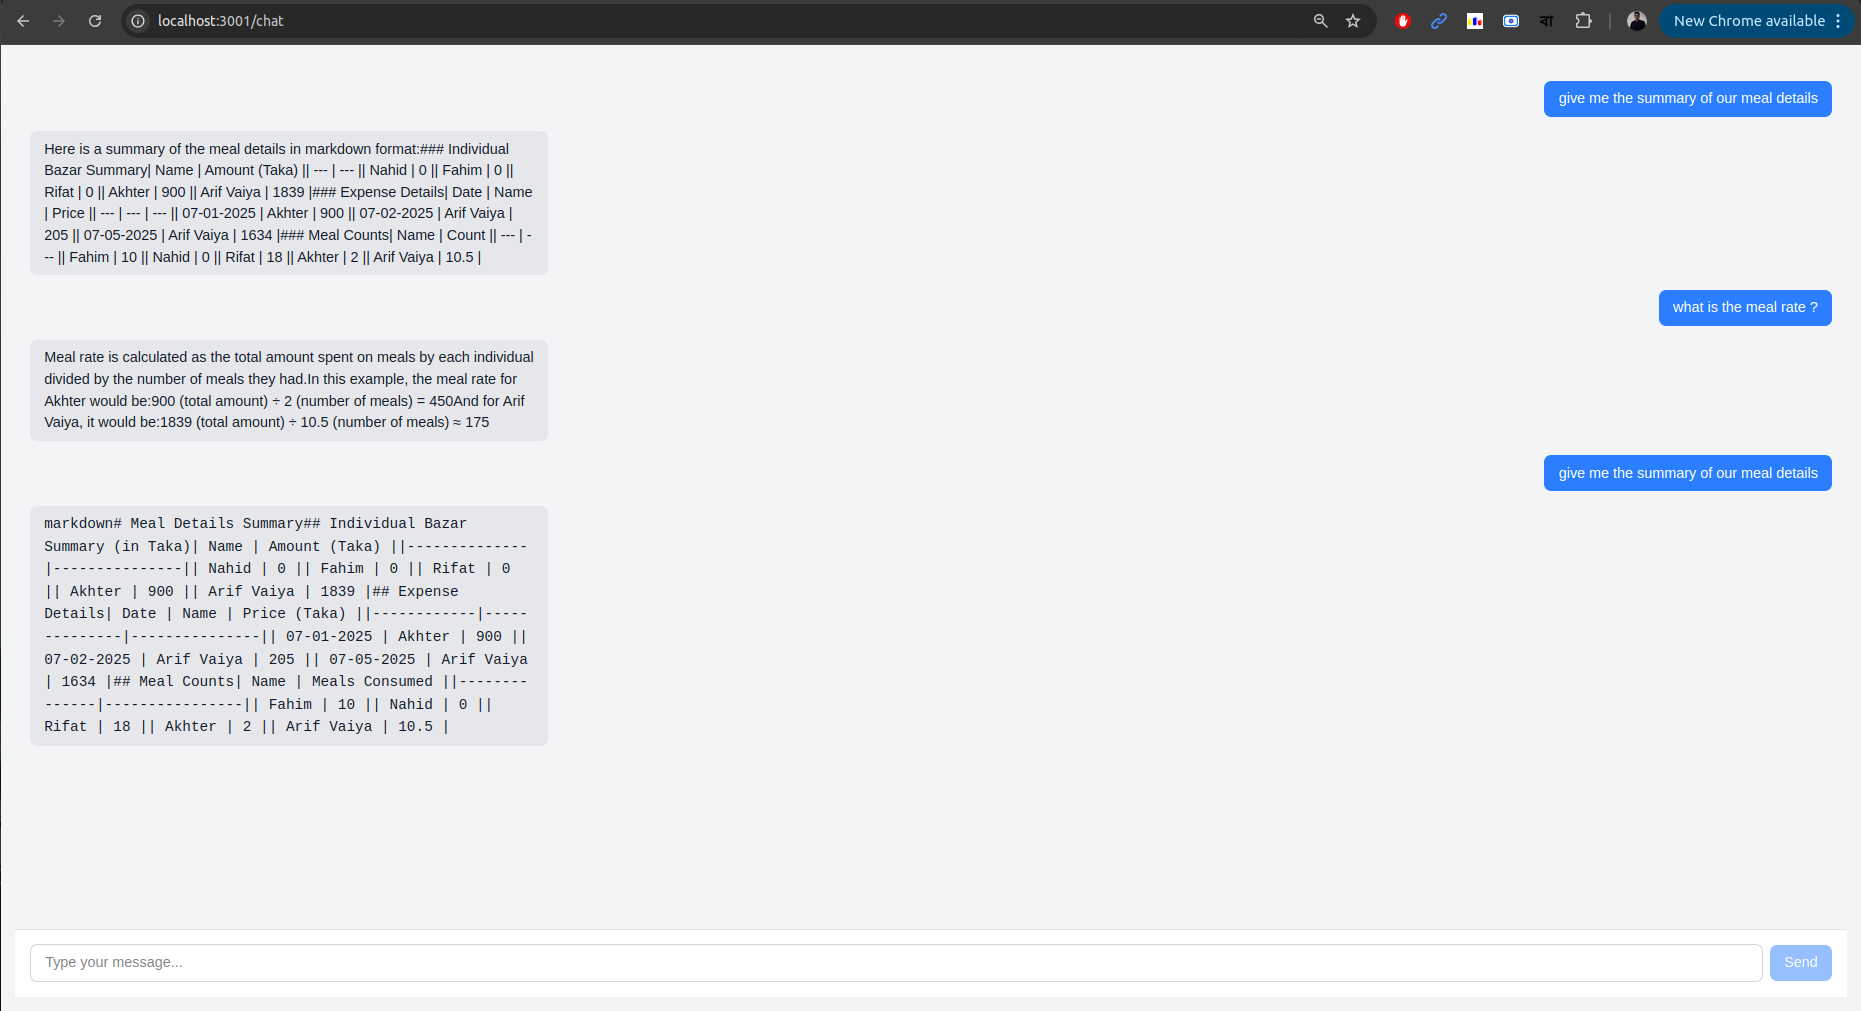 localhost:3001/chat
বা
New Chrome available
give me the summary of our meal details
Here is a summary of the meal details in markdown format:### Individual
Bazar Summary| Name | Amount (Taka) || --- | --- || Nahid | 0 || Fahim | 0 ||
Rifat | 0 || Akhter | 900 || Arif Vaiya | 1839 |### Expense Details| Date | Name
| Price || --- | --- | --- || 07-01-2025 | Akhter | 900 || 07-02-2025 | Arif Vaiya |
205 || 07-05-2025 | Arif Vaiya | 1634 |### Meal Counts| Name | Count || --- | -
-- || Fahim | 10 || Nahid | 0 || Rifat | 18 || Akhter | 2 || Arif Vaiya | 10.5 |
what is the meal rate ?
Meal rate is calculated as the total amount spent on meals by each individual
divided by the number of meals they had.In this example, the meal rate for
Akhter would be:900 (total amount) ÷ 2 (number of meals) = 450And for Arif
Vaiya, it would be:1839 (total amount) ÷ 10.5 (number of meals) ≈ 175
give me the summary of our meal details
markdown# Meal Details Summary## Individual Bazar
Summary (in Taka)| Name | Amount (Taka) ||--------------
|---------------|| Nahid | 0 || Fahim | 0 || Rifat | 0
|| Akhter | 900 || Arif Vaiya | 1839 |## Expense
Details| Date | Name | Price (Taka) ||------------|-----
---------|---------------|| 07-01-2025 | Akhter | 900 ||
07-02-2025 | Arif Vaiya | 205 || 07-05-2025 | Arif Vaiya
| 1634 |## Meal Counts| Name | Meals Consumed ||--------
------|----------------|| Fahim | 10 || Nahid | 0 ||
Rifat | 18 || Akhter | 2 || Arif Vaiya | 10.5 |
Type your message...
Send